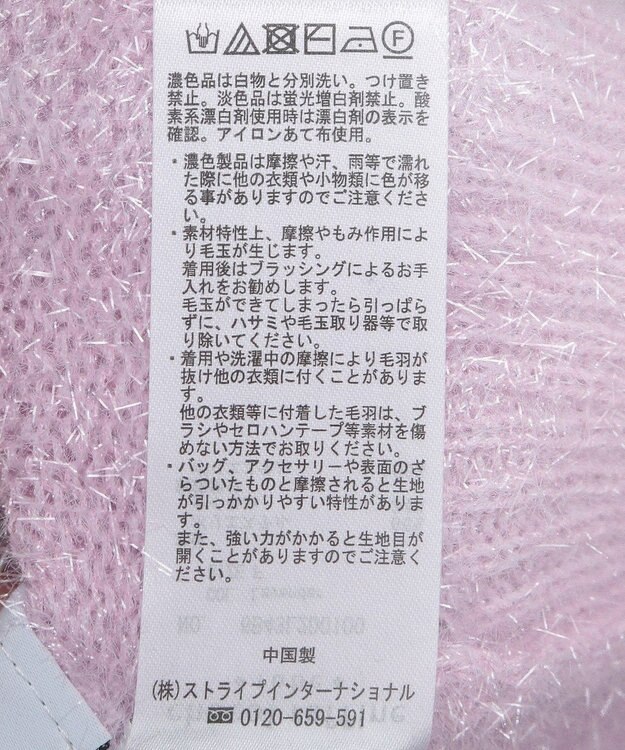 濃色品は白物と分別洗い。つけ置き
禁止。淡色品は蛍光増白剤禁止。酸
素系漂白剤使用時は漂白剤の表示を
確認。アイロンあて布使用。
・濃色製品は摩擦や汗、雨等で濡れ
た際に他の衣類や小物類に色が移
る事がありますのでご注意くださ
い。
・素材特性上、摩擦やもみ作用によ
り毛玉が生じます。
着用後はブラッシングによるお手
入れをお勧めします。
毛玉ができてしまったら引っぱら
ずに、ハサミや毛玉取り器等で取
り除いてください。
・着用や洗濯中の摩擦により毛羽が
抜け他の衣類に付くことがありま
す。
他の衣類等に付着した毛羽は、ブ
ラシやセロハンテープ等素材を傷
めない方法でお取りください。
・バッグ、アクセサリーや表面のざ
らついたものと摩擦されると生地
が引っかかりやすい特性がありま
す。
また、強い力がかかると生地目が
開くことがありますのでご注意く
ださい。
中国製
(株)ストライプインターナショナル
0120-659-591